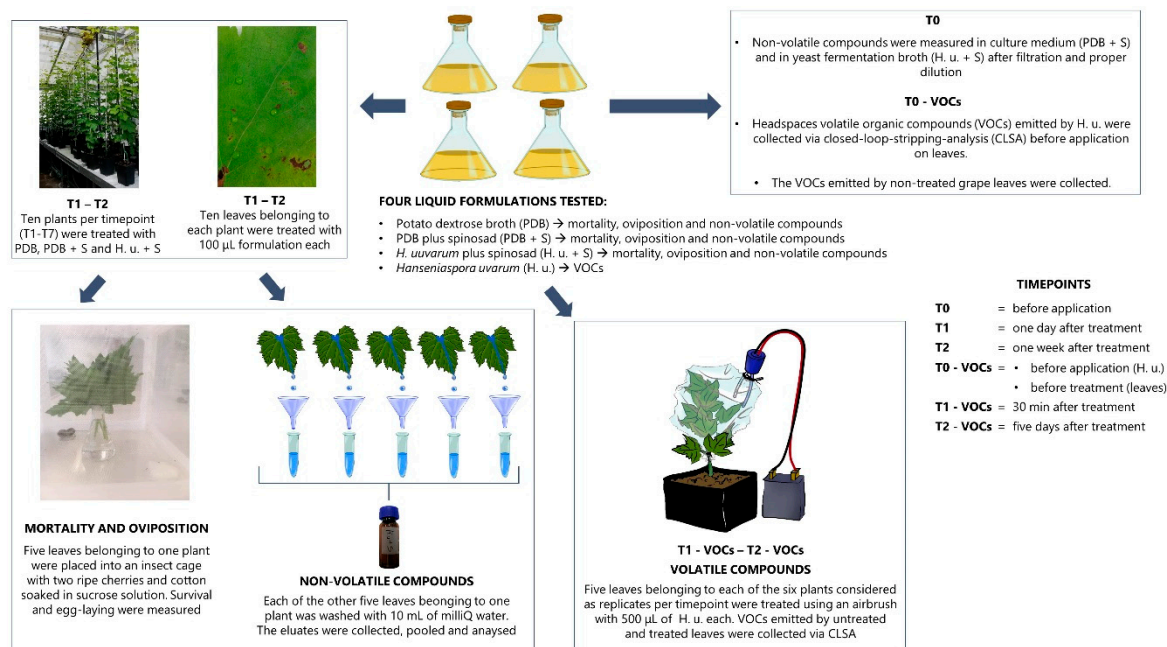 T1 – T2
Ten plants per timepoint
(T1-T7) were treated with
PDB, PDB + S and H. u. + S
T1 – T2
Ten leaves belonging to
each plant were treated with
100 µL formulation each
FOUR LIQUID FORMULATIONS TESTED:
• Potato dextrose broth (PDB) → mortality, oviposition and non-volatile compounds
• PDB plus spinosad (PDB + S) → mortality, oviposition and non-volatile compounds
• H. uuvarum plus spinosad (H. u. + S) → mortality, oviposition and non-volatile compounds
• Hanseniaspora uvarum (H. u.) → VOCs
T0
• Non-volatile compounds were measured in culture medium (PDB + S)
and in yeast fermentation broth (H. u. + S) after filtration and proper
dilution
T0 - VOCs
• Headspaces volatile organic compounds (VOCs) emitted by H. u. were
collected via closed-loop-stripping-analysis (CLSA) before application
on leaves.
• The VOCs emitted by non-treated grape leaves were collected.
TIMEPOINTS
T0 = before application
T1 = one day after treatment
T2 = one week after treatment
T0 - VOCs = • before application (H. u.)
• before treatment (leaves)
T1 - VOCs = 30 min after treatment
T2 - VOCs = five days after treatment
MORTALITY AND OVIPOSITION
Five leaves belonging to one plant
were placed into an insect cage
with two ripe cherries and cotton
soaked in sucrose solution. Survival
and egg-laying were measured
NON-VOLATILE COMPOUNDS
Each of the other five leaves beonging to one
plant was washed with 10 mL of milliQ water.
The eluates were collected, pooled and anaysed
T1 - VOCs – T2 - VOCs
VOLATILE COMPOUNDS
Five leaves belonging to each of the six plants considered
as replicates per timepoint were treated using an airbrush
with 500 µL of H. u. each. VOCs emitted by untreated
and treated leaves were collected via CLSA